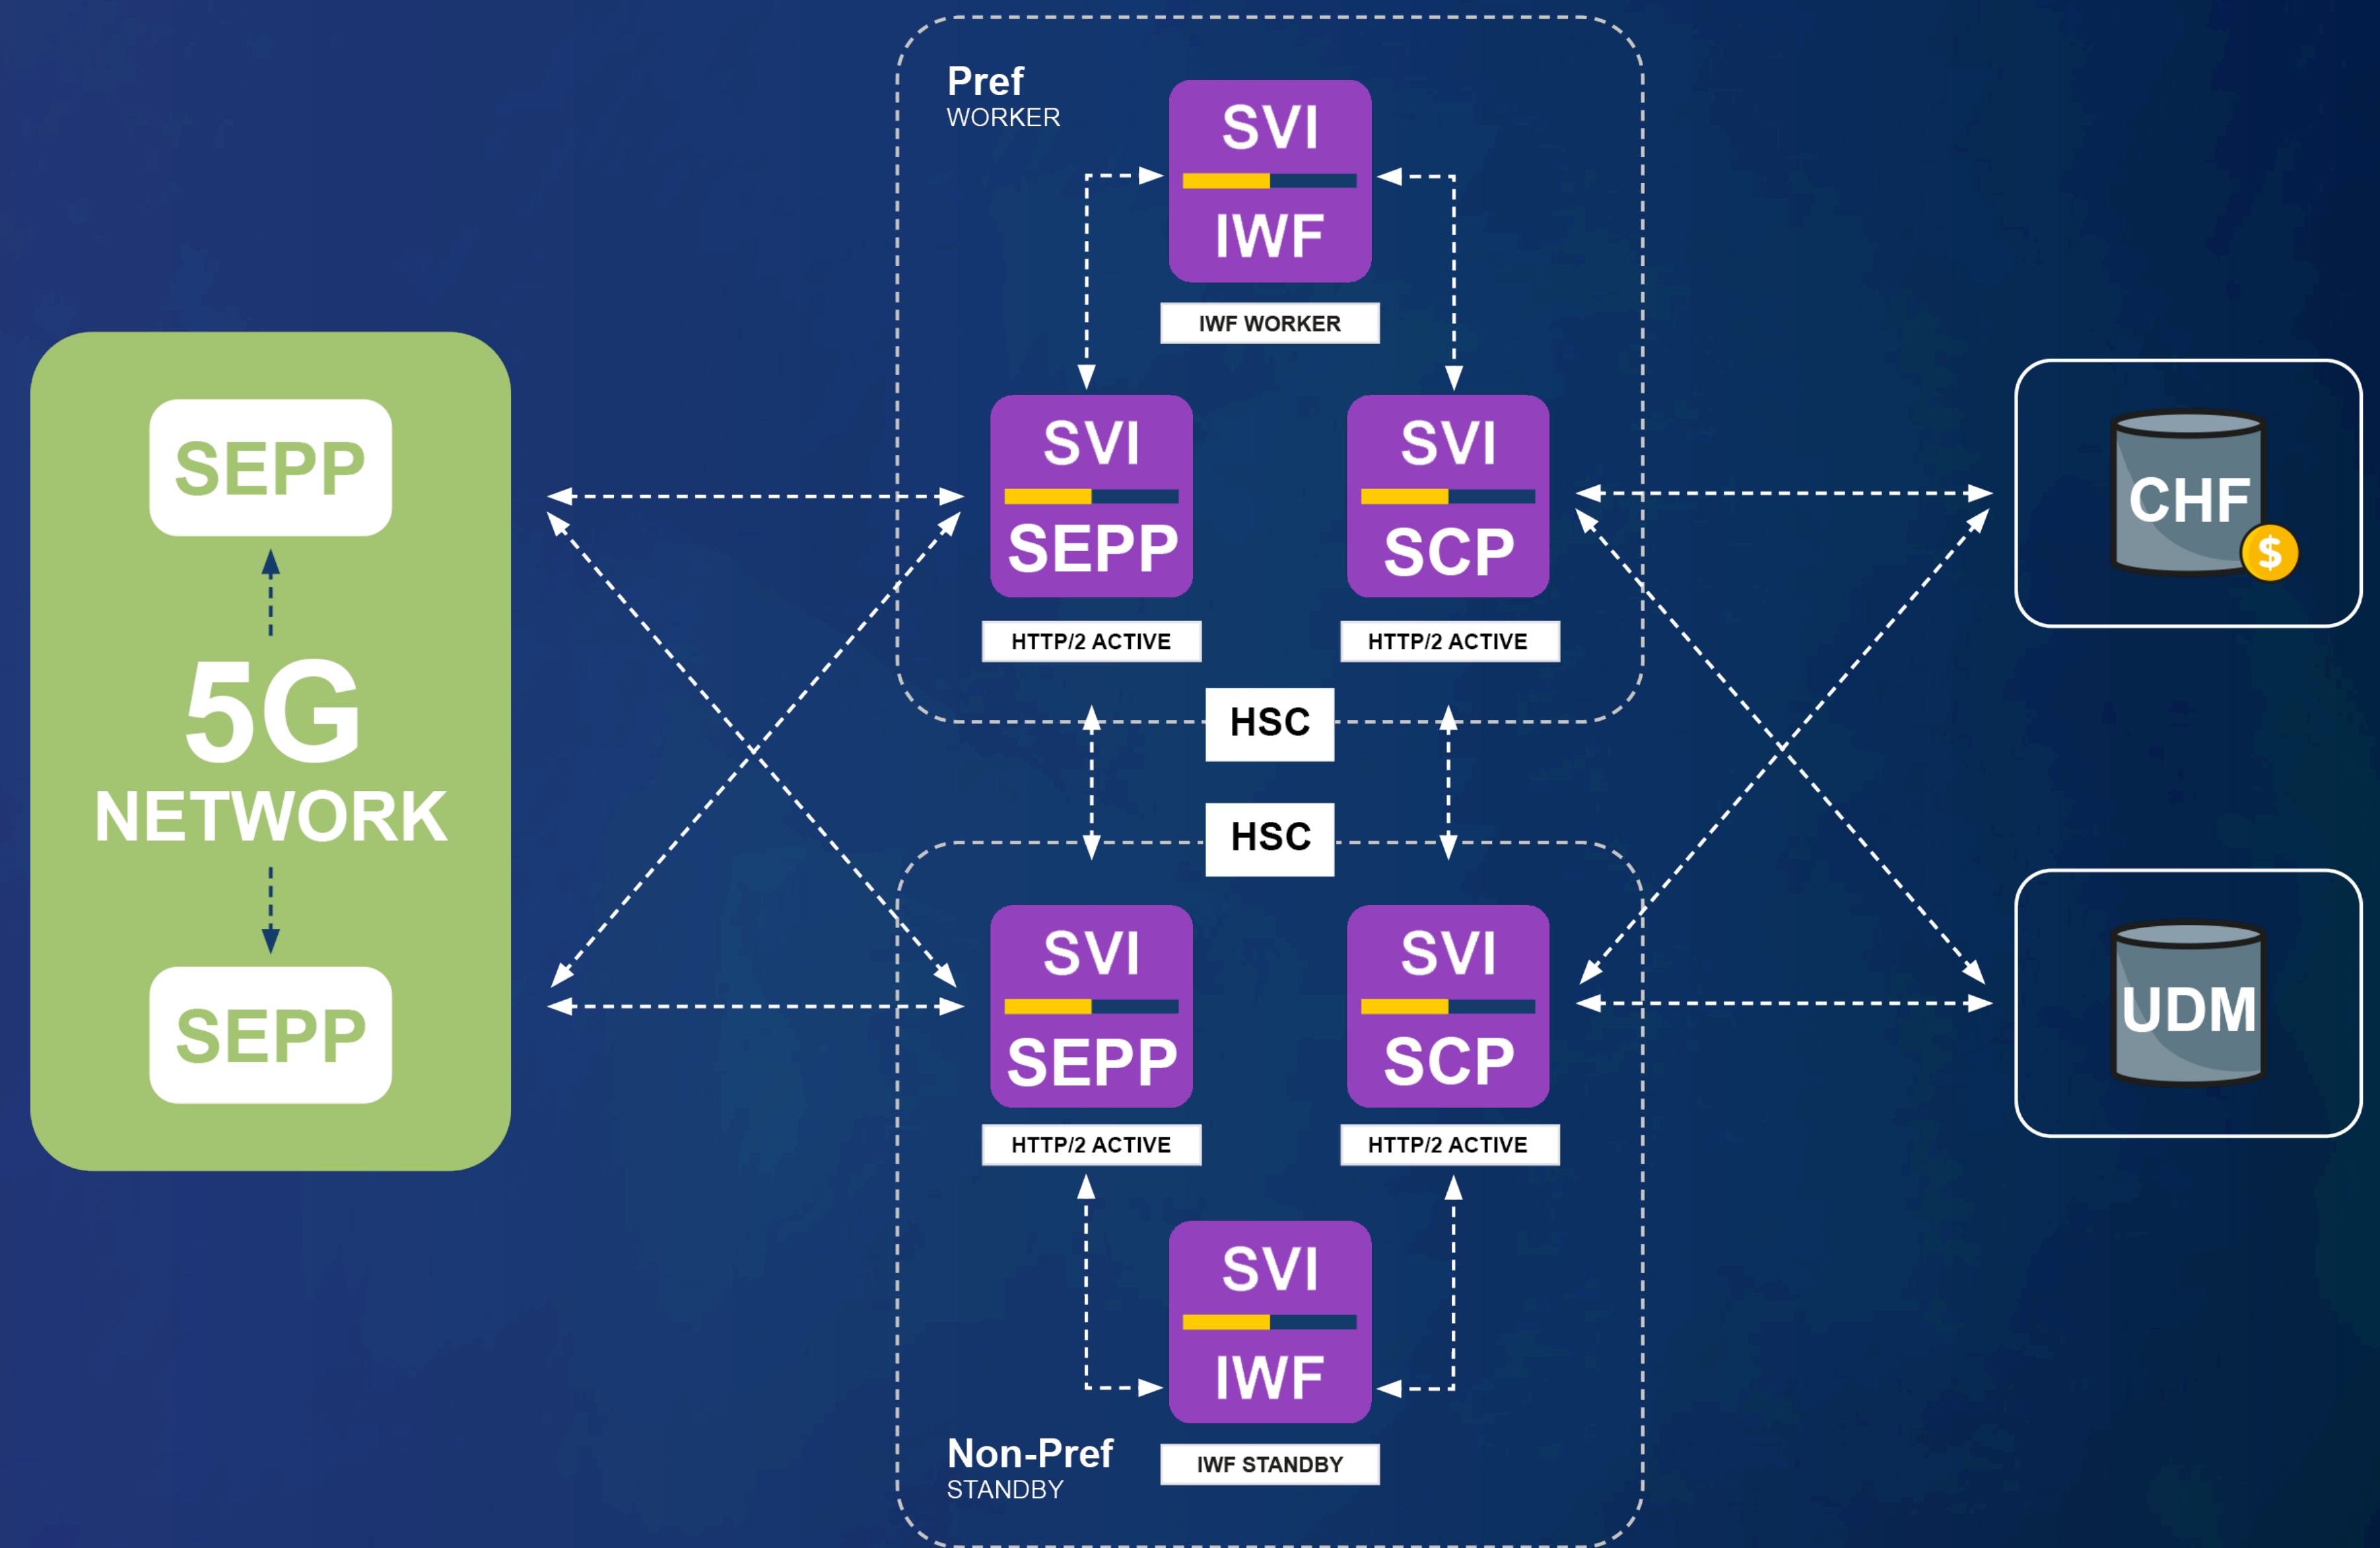 Pref
WORKER
SVI
IWF
IWF WORKER
SEPP
5G
NETWORK
SEPP
SVI
SEPP
HTTP/2 ACTIVE
SVI
SCP
HTTP/2 ACTIVE
CHF
$
HSC
HSC
SVI
SEPP
HTTP/2 ACTIVE
SVI
SCP
HTTP/2 ACTIVE
UDM
SVI
IWF
IWF STANDBY
Non-Pref
STANDBY